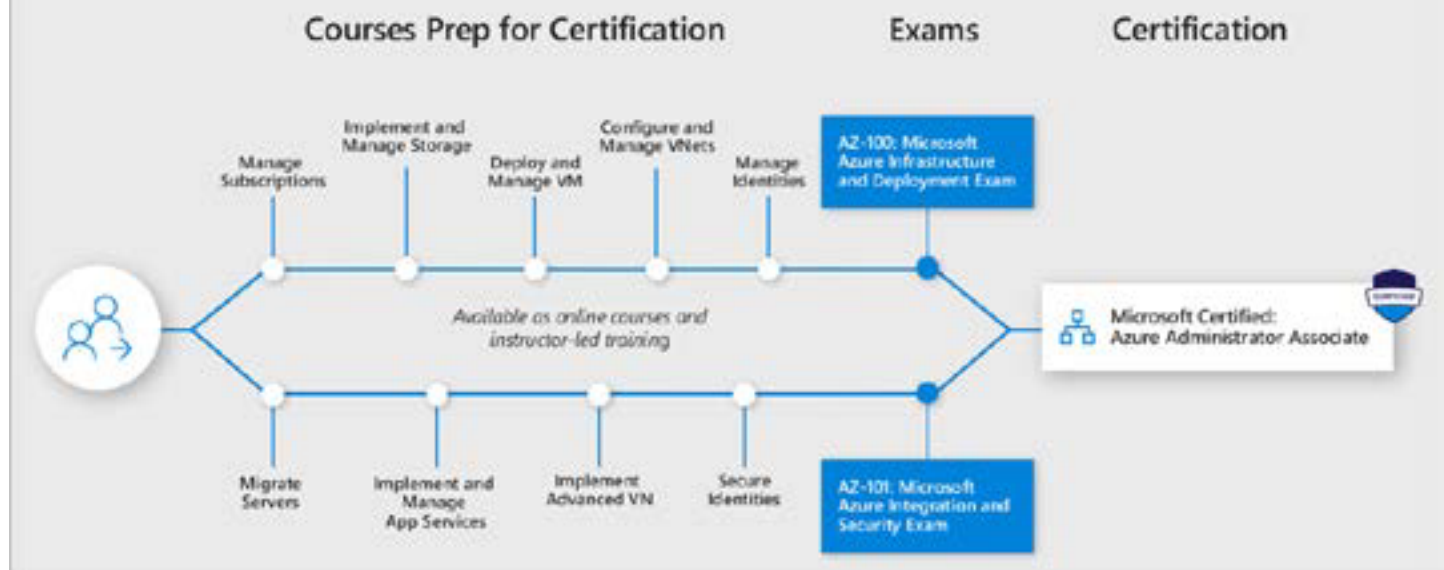 Courses Prep for Certification
Exams
Certification
Manage
Subscriptions
Implement and
Manage Storage
Deploy and
Manage VM
Configure and
Manage VNets
Manage
Identities
AZ-100: Microsoft
Azure Infrastructure
and Deployment Exam
Available as online courses and
instructor-led training
Microsoft Certified:
Azure Administrator Associate
Migrate
Servers
Implement and
Manage
App Services
Implement
Advanced VN
Secure
Identities
AZ-101: Microsoft
Azure Integration and
Security Exam